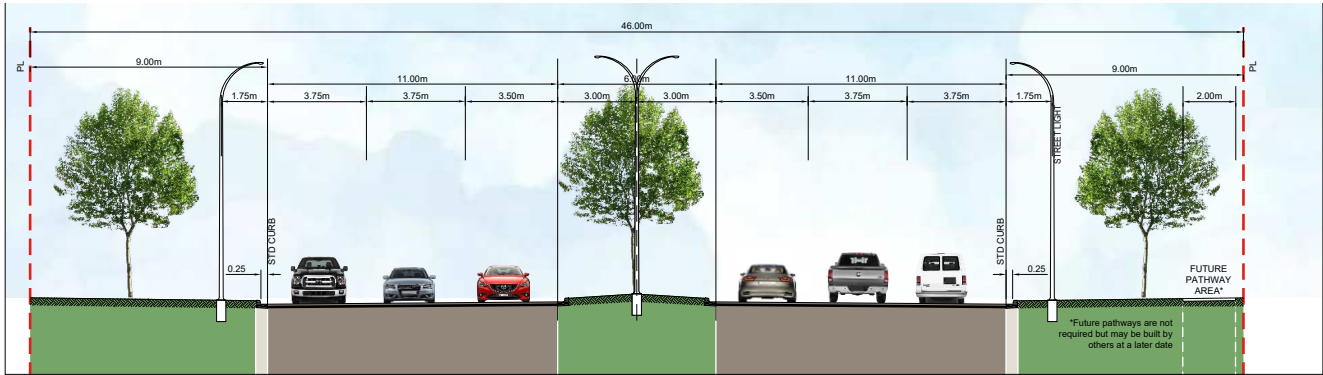 46.00m
PL
PL
9.00m
9.00m
11.00m
6.00m
11.00m
1.75m
3.75m
3.75m
3.50m
3.00m
3.00m
3.50m
3.75m
3.75m
1.75m
2.00m
STREET LIGHT
STD CURB
STD CURB
0.25
0.25
FUTURE
PATHWAY
AREA*
*Future pathways are not
required but may be built by
others at a later date